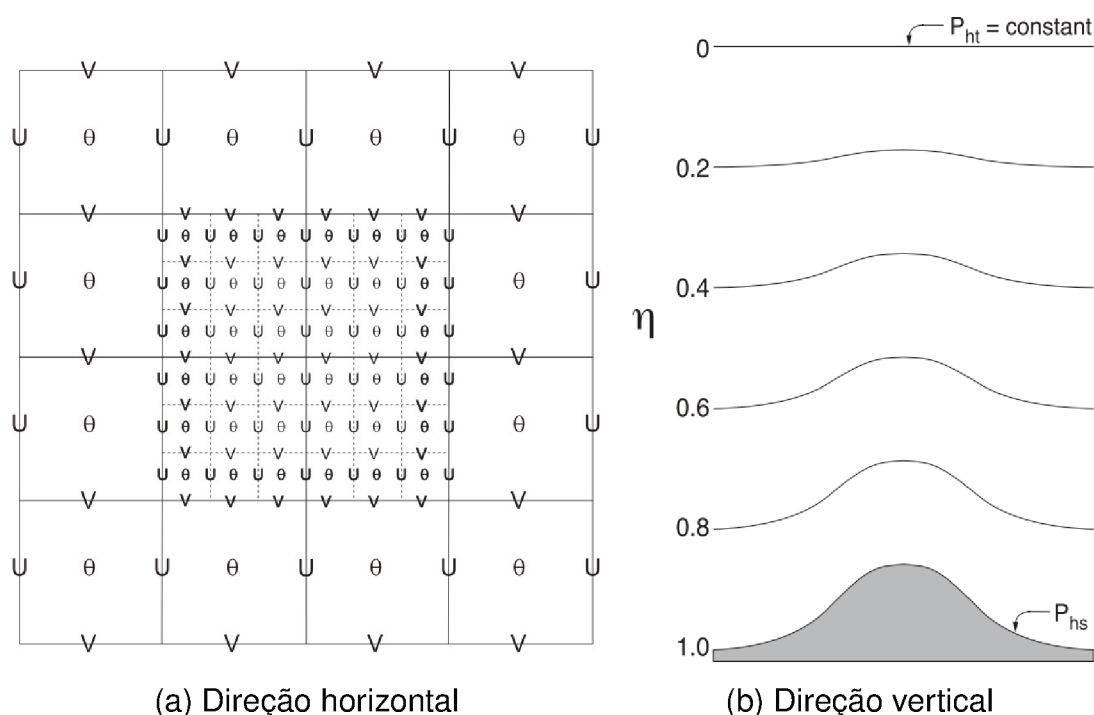 V V V V
U θ U θ U θ U θ U
V V V V V V V V
U θ U θ U θ U θ U θ U θ U
V V V V V V
U θ U θ U θ U θ U θ U θ U θ U θ U
V V V V V V
U θ U θ U θ U θ U θ U θ U
V V V V V V V V
U θ U θ U θ U θ U θ U θ U
V V V V V V
U θ U θ U θ U θ U θ U θ U θ U θ U
V V V V V V
U θ U θ U θ U θ U θ U θ U
V V V V V V V V
U θ U θ U θ U θ U
V V V V
(a) Direção horizontal
P_ht = constant
0
0.2
0.4
η
0.6
0.8
P_hs
1.0
(b) Direção vertical